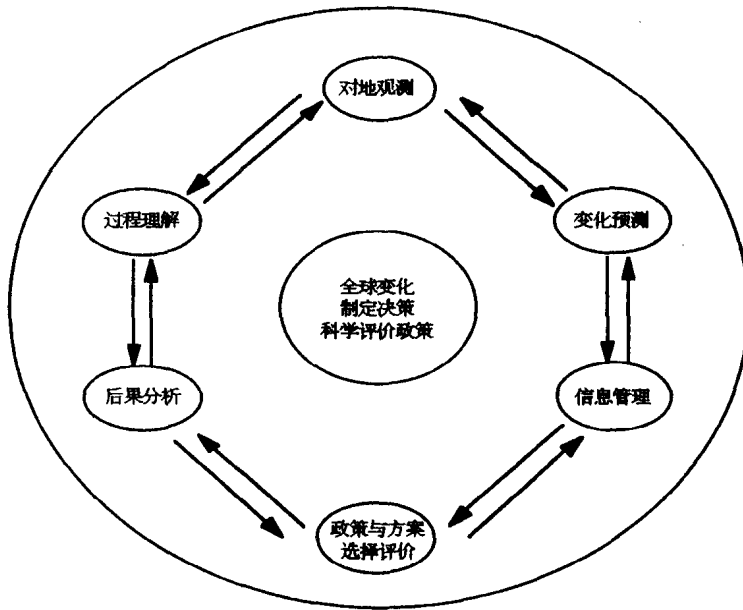 对地观测
过程理解
变化预测
全球变化
制定决策
科学评价政策
后果分析
信息管理
政策与方案
选择评价